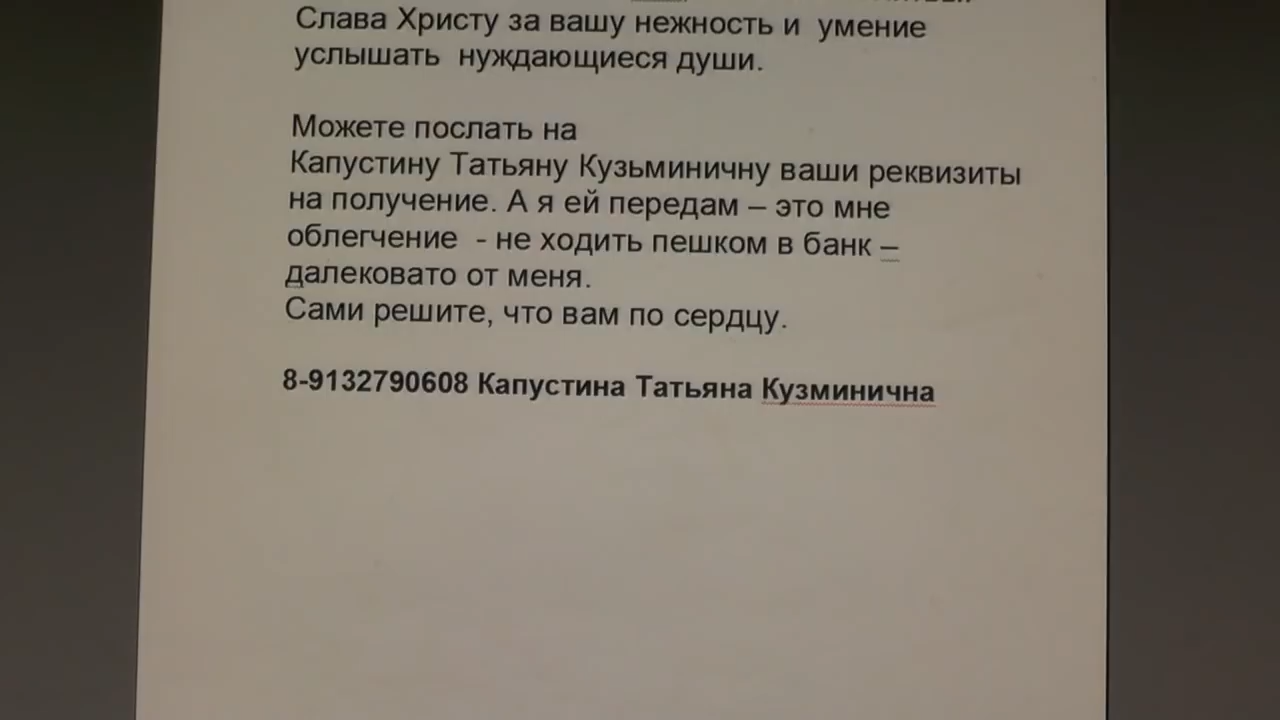 Слава Христу за вашу нежность и  умение
услышать  нуждающиеся души.
Можете послать на
Капустину Татьяну Кузьминичну ваши реквизиты
на получение. А я ей передам – это мне
облегчение  - не ходить пешком в банк –
далековато от меня.
Сами решите, что вам по сердцу.
8-9132790608 Капустина Татьяна Кузминична